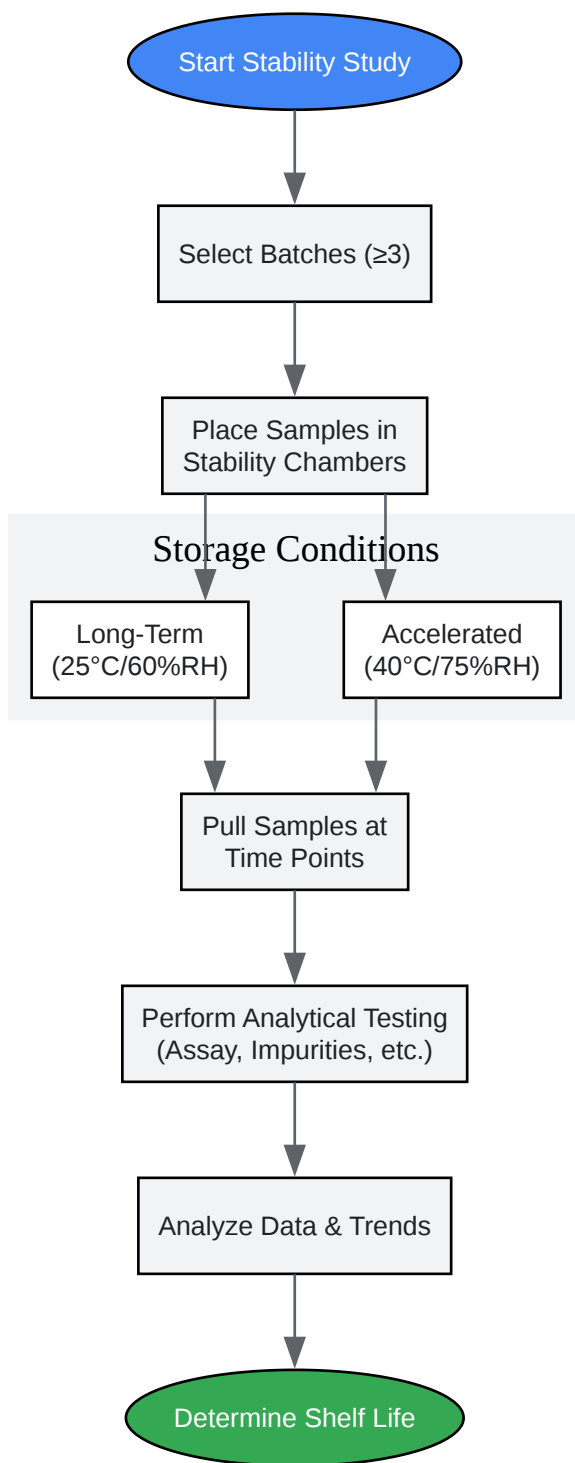 Start Stability Study
Select Batches (≥3)
Place Samples in
Stability Chambers
Storage Conditions
Long-Term
(25°C/60%RH)
Accelerated
(40°C/75%RH)
Pull Samples at
Time Points
Perform Analytical Testing
(Assay, Impurities, etc.)
Analyze Data & Trends
Determine Shelf Life